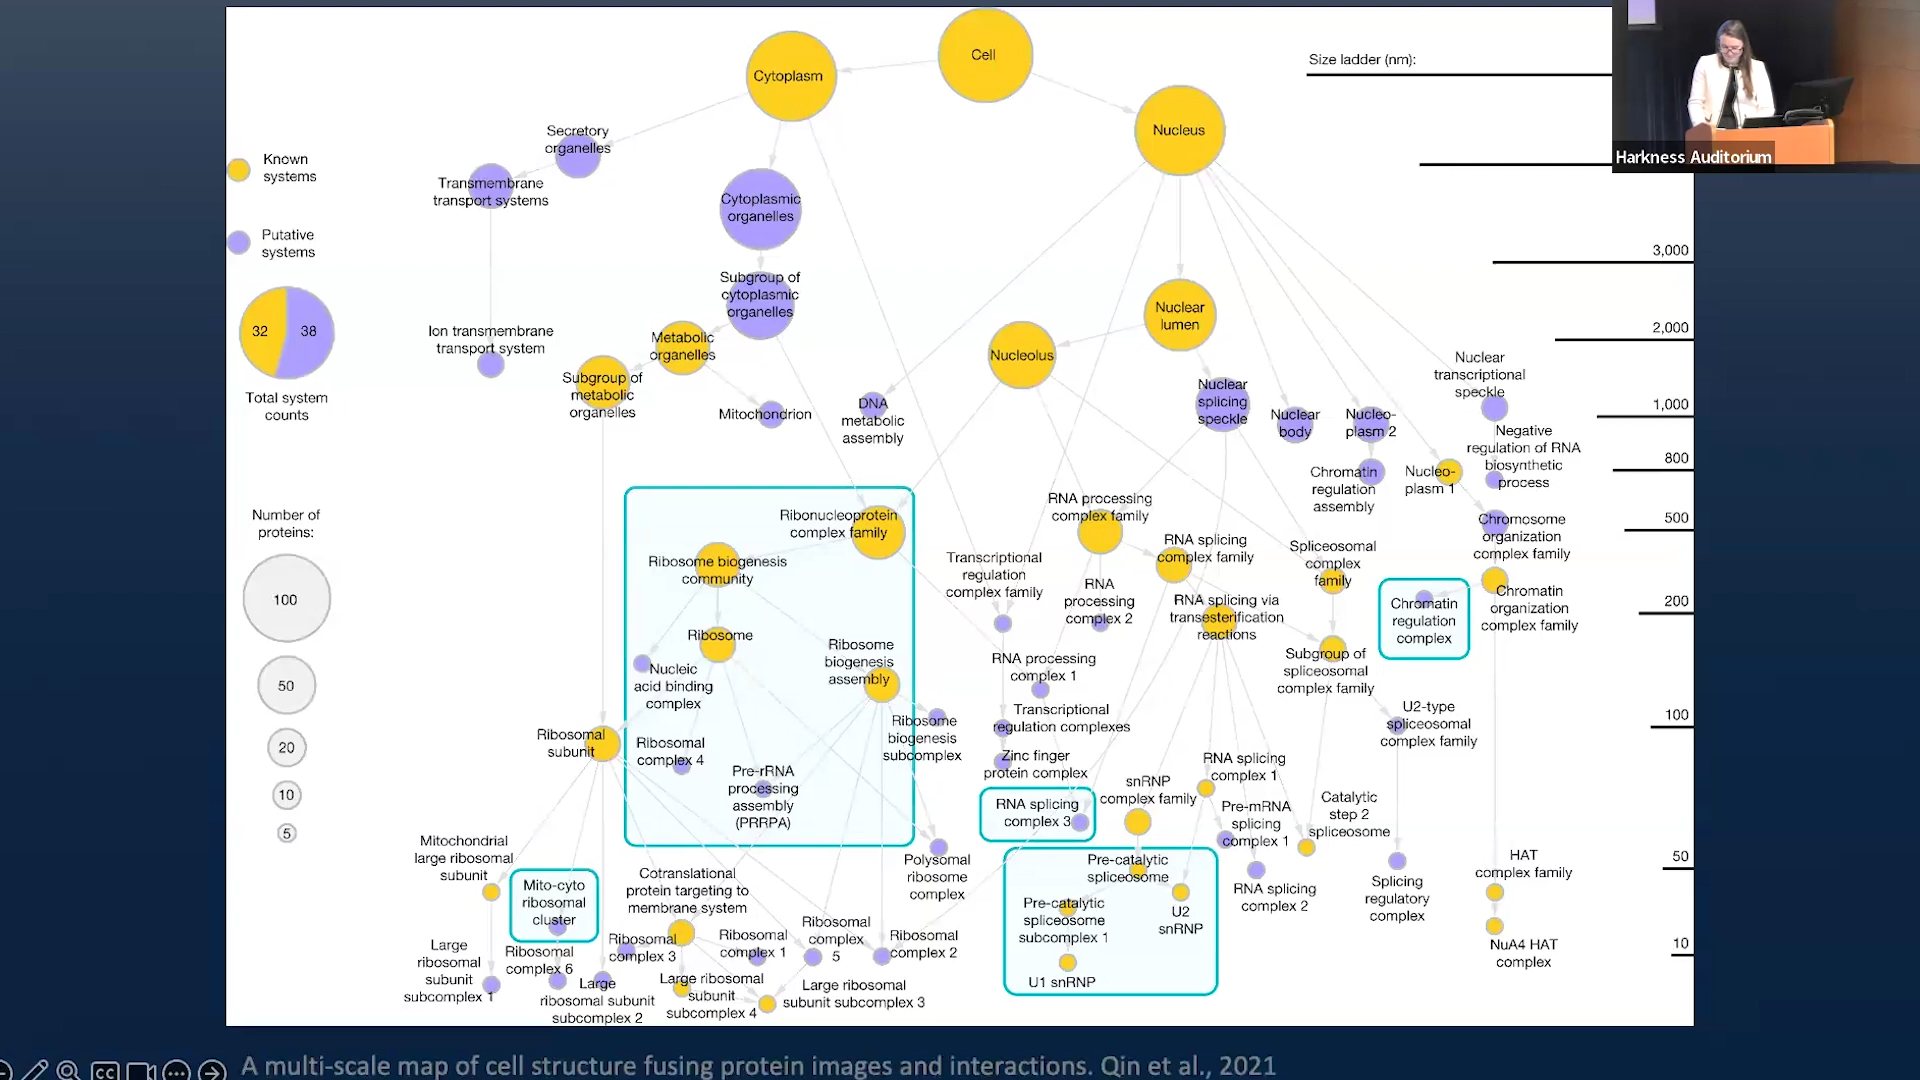 Cell
Cytoplasm
Nucleus
Size ladder (nm):
Harkness Auditorium
Secretory
organelles
Known
systems
Transmembrane
transport systems
Cytoplasmic
organelles
Putative
systems
3,000
Subgroup of
cytoplasmic
organelles
Nuclear
lumen
2,000
32
38
Ion transmembrane
transport system
Metabolic
organelles
Nucleolus
Nuclear
transcriptional
speckle
Total system
counts
Subgroup of
metabolic
organelles
Mitochondrion
DNA
metabolic
assembly
Nuclear
splicing
speckle
Nuclear
body
Nucleo-
plasm 2
1,000
Negative
regulation of RNA
biosynthetic
process
800
Chromatin
regulation
assembly
Nucleo-
plasm 1
Number of
proteins:
Ribonucleoprotein
complex family
RNA processing
complex family
500
Chromosome
organization
complex family
Ribosome biogenesis
community
Transcriptional
regulation
complex family
RNA splicing
complex family
Spliceosomal
complex
family
100
RNA
processing
complex 2
RNA splicing via
transesterification
reactions
Chromatin
regulation
complex
Chromatin
organization
complex family
200
Ribosome
Ribosome
biogenesis
assembly
50
Nucleic
acid binding
complex
RNA processing
complex 1
Subgroup of
spliceosomal
complex family
Ribosomal
subunit
Ribosomal
complex 4
Ribosome
biogenesis
subcomplex
Transcriptional
regulation complexes
U2-type
spliceosomal
complex family
100
20
Pre-rRNA
processing
assembly
(PRRPA)
Zinc finger
protein complex
snRNP
complex family
RNA splicing
complex 1
10
RNA splicing
complex 3
Pre-mRNA
splicing
complex 1
Catalytic
step 2
spliceosome
5
Mitochondrial
large ribosomal
subunit
Polysomal
ribosome
complex
Pre-catalytic
spliceosome
HAT
complex family
50
Mito-cyto
ribosomal
cluster
Cotranslational
protein targeting to
membrane system
Pre-catalytic
spliceosome
subcomplex 1
U2
snRNP
RNA splicing
complex 2
Splicing
regulatory
complex
Large
ribosomal
subunit
subcomplex 1
Ribosomal
complex 6
Ribosomal
complex 3
Ribosomal
complex 1
Ribosomal
complex
5
Ribosomal
complex 2
NuA4 HAT
complex
10
Large
ribosomal subunit
subcomplex 2
Large ribosomal
subunit
subcomplex 4
Large ribosomal
subunit subcomplex 3
U1 snRNP
CC
A multi-scale map of cell structure fusing protein images and interactions. Qin et al., 2021